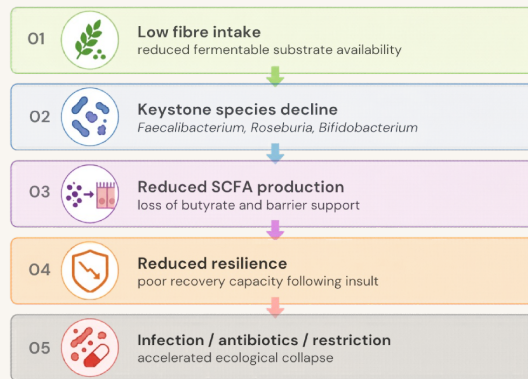 01
Low fibre intake
reduced fermentable substrate availability
02
Keystone species decline
Faecalibacterium, Roseburia, Bifidobacterium
03
Reduced SCFA production
loss of butyrate and barrier support
04
Reduced resilience
poor recovery capacity following insult
05
Infection / antibiotics / restriction
accelerated ecological collapse